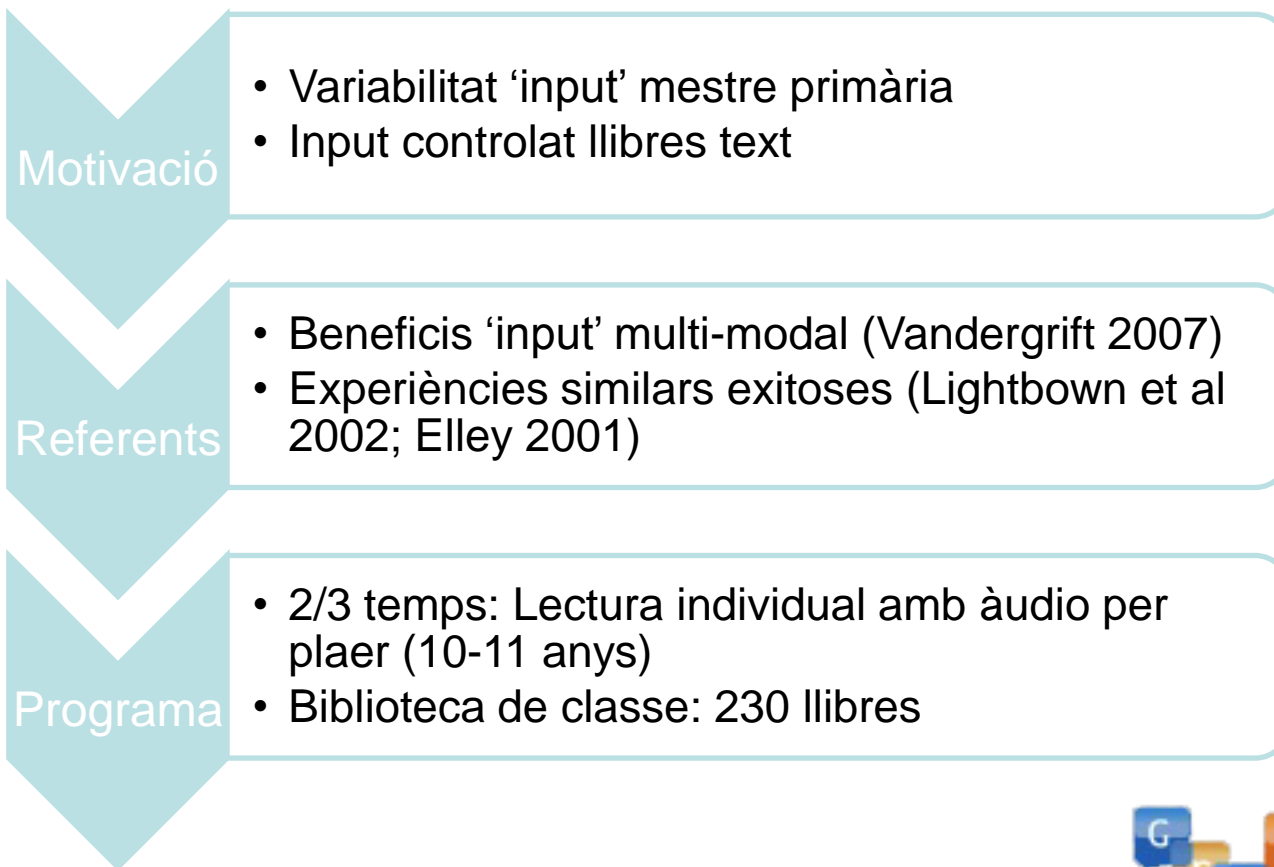 Motivació
• Variabilitat ‘input’ mestre primària
• Input controlat llibres text
Referents
• Beneficis ‘input’ multi-modal (Vandergrift 2007)
• Experiències similars exitoses (Lightbown et al
2002; Elley 2001)
Programa
• 2/3 temps: Lectura individual amb àudio per
plaer (10-11 anys)
• Biblioteca de classe: 230 llibres
G